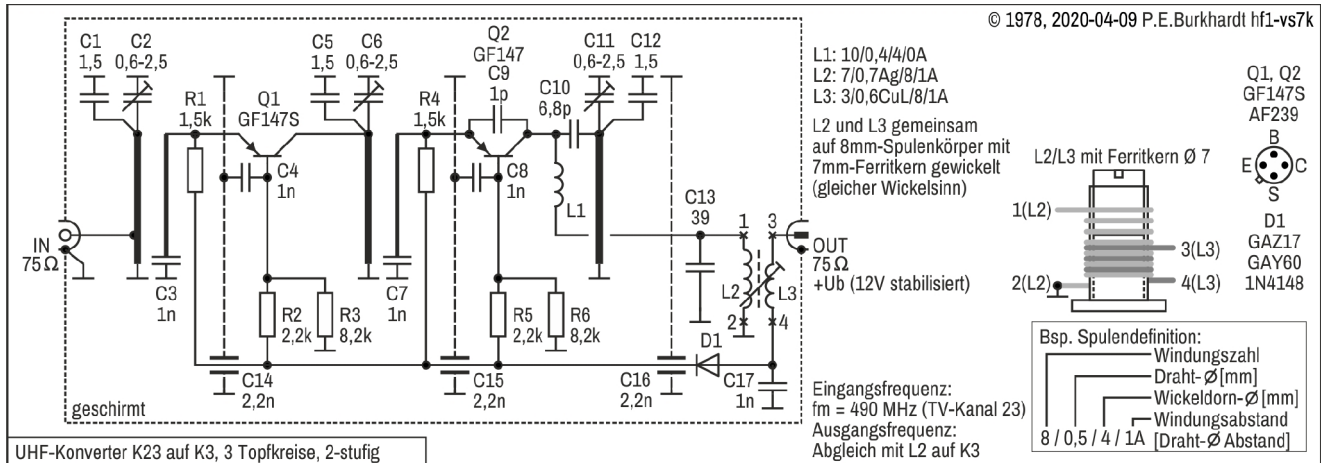 © 1978, 2020-04-09 P.E.Burkhardt hf1-vs7k
C1
1,5
C2
0,6-2,5
R1
1,5k
Q1
GF147S
C4
1n
C5
1,5
C6
0,6-2,5
R4
1,5k
Q2
GF147
C9
1p
C8
1n
C10
6,8p
L1
C11
0,6-2,5
C12
1,5
C13
39
IN
75Ω
C3
1n
R2
2,2k
R3
8,2k
C7
1n
R5
2,2k
R6
8,2k
1
3
L2
L3
2
4
D1
OUT
75Ω
+Ub (12V stabilisiert)
C14
2,2n
C15
2,2n
C16
2,2n
C17
1n
geschirmt
UHF-Konverter K23 auf K3, 3 Topfkreise, 2-stufig
L1: 10/0,4/4/0A
L2: 7/0,7Ag/8/1A
L3: 3/0,6CuL/8/1A
L2 und L3 gemeinsam
auf 8mm-Spulenkörper mit
7mm-Ferritkern gewickelt
(gleicher Wickelsinn)
Eingangsfrequenz:
fm = 490 MHz (TV-Kanal 23)
Ausgangsfrequenz:
Abgleich mit L2 auf K3
L2/L3 mit Ferritkern Ø 7
1(L2)
2(L2)
3(L3)
4(L3)
Q1, Q2
GF147S
AF239
B
E
C
S
D1
GAZ17
GAY60
1N4148
Bsp. Spulendefinition:
Windungszahl
Draht-Ø [mm]
Wickeldorn-Ø [mm]
Windungsabstand
8 / 0,5 / 4 / 1A [Draht-Ø Abstand]